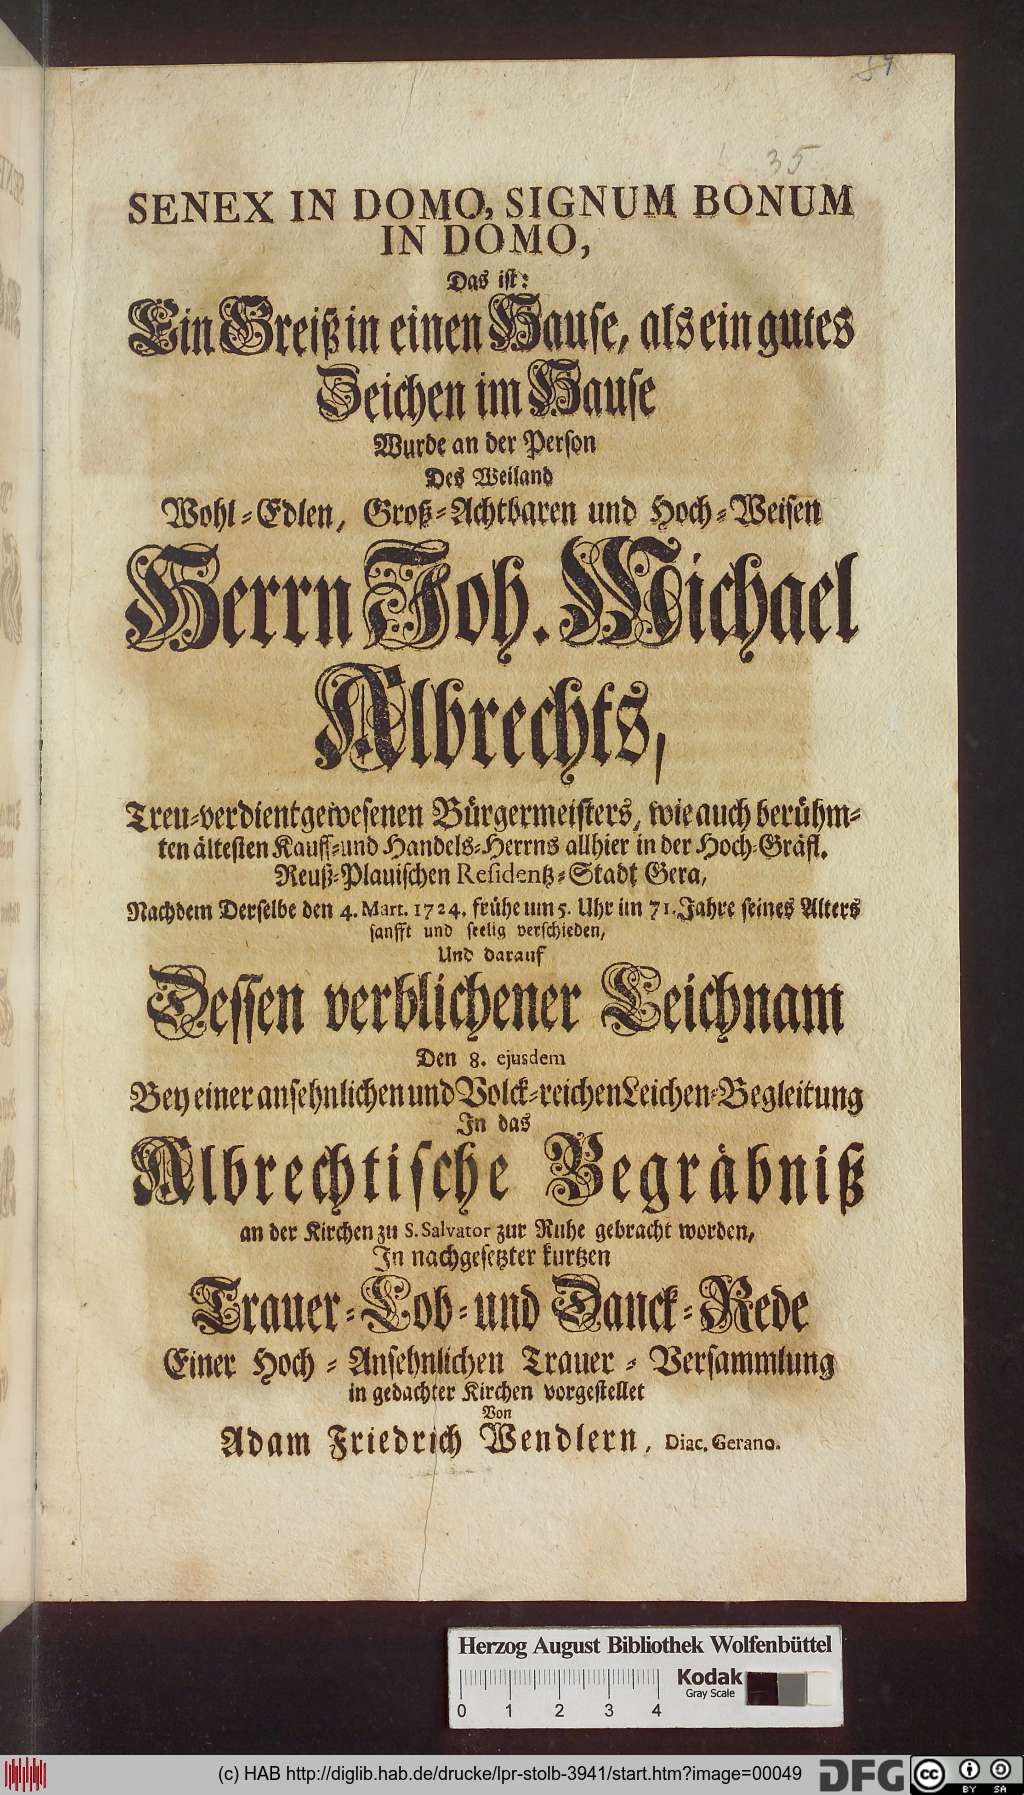 89
35
SENEX IN DOMO, SIGNUM BONUM
IN DOMO,
Das ist:
Ein Greiß in einen Hause, als ein gutes
Zeichen im Hause
Wurde an der Person
Des Weiland
Wohl-Edlen, Groß-Achtbaren und Hoch-Weisen
Herrn Joh. Michael
Albrechts,
Treu-verdientgewesenen Bürgermeisters, wie auch berühm-
ten ältesten Kauff-und Handels-Herrns allhier in der Hoch-Gräfl.
Reuß-Plauischen Residentz-Stadt Gera,
Nachdem Derselbe den 4. Mart. 1724. frühe um 5. Uhr im 71. Jahre seines Alters
sanfft und seelig verschieden,
Und darauf
Dessen verblichener Leichnam
Den 8. ejusdem
Bey einer ansehnlichen und Volck-reichen Leichen-Begleitung
In das
Albrechtische Begräbniß
an der Kirchen zu S. Salvator zur Ruhe gebracht worden,
In nachgesetzter kurtzen
Trauer-Lob-und Danck-Rede
Einer Hoch-Ansehnlichen Trauer-Versammlung
in gedachter Kirchen vorgestellet
Von
Adam Friedrich Wendlern, Diac. Gerano.
Herzog August Bibliothek Wolfenbüttel
Kodak
Gray Scale
0 1 2 3 4
(c) HAB http://diglib.hab.de/drucke/lpr-stolb-3941/start.htm?image=00049
DFG
cc BY SA